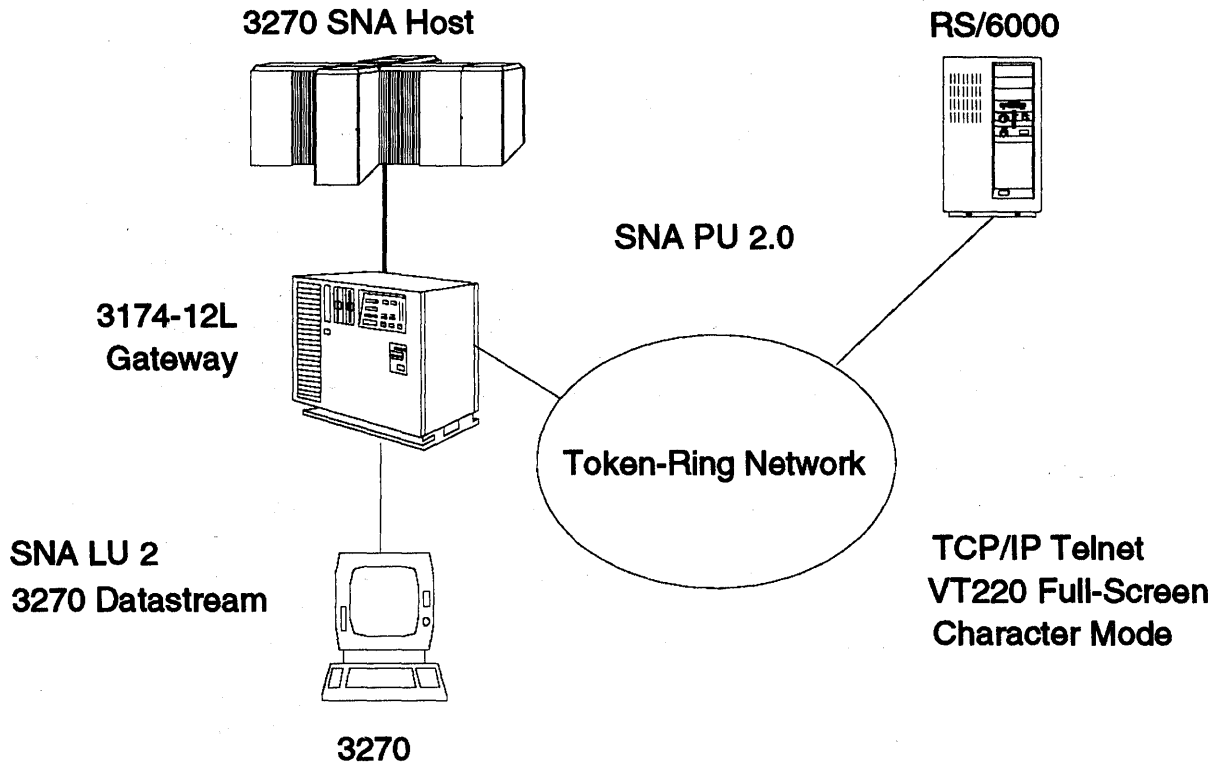 3270 SNA Host
RS/6000
SNA PU 2.0
3174-12L
Gateway
Token-Ring Network
SNA LU 2
3270 Datastream
TCP/IP Telnet
VT220 Full-Screen
Character Mode
3270